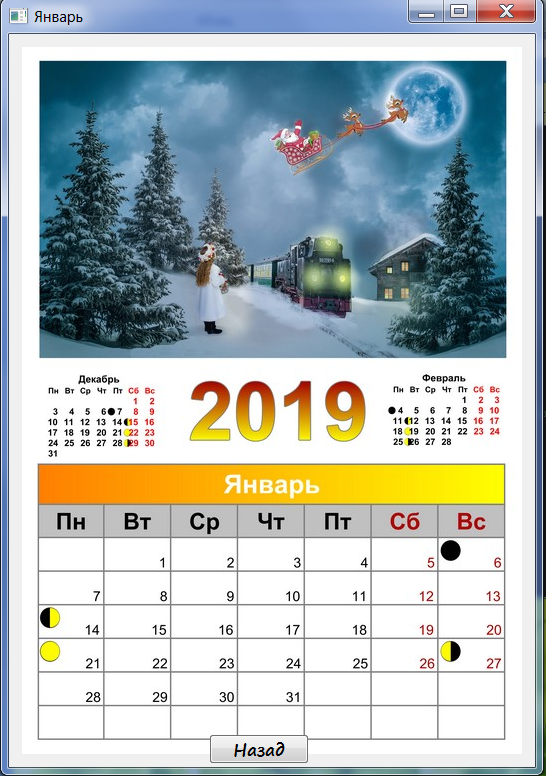 Январь
Декабрь
Пн Вт Ср Чт Пт Сб Вс
1 2
3 4 5 6 7 8 9
10 11 12 13 14 15 16
17 18 19 20 21 22 23
24 25 26 27 28 29 30
31
2019
Февраль
Пн Вт Ср Чт Пт Сб Вс
1 2 3
4 5 6 7 8 9 10
11 12 13 14 15 16 17
18 19 20 21 22 23 24
25 26 27 28
Январь
Пн Вт Ср Чт Пт Сб Вс
1 2 3 4 5 6
7 8 9 10 11 12 13
14 15 16 17 18 19 20
21 22 23 24 25 26 27
28 29 30 31
Назад